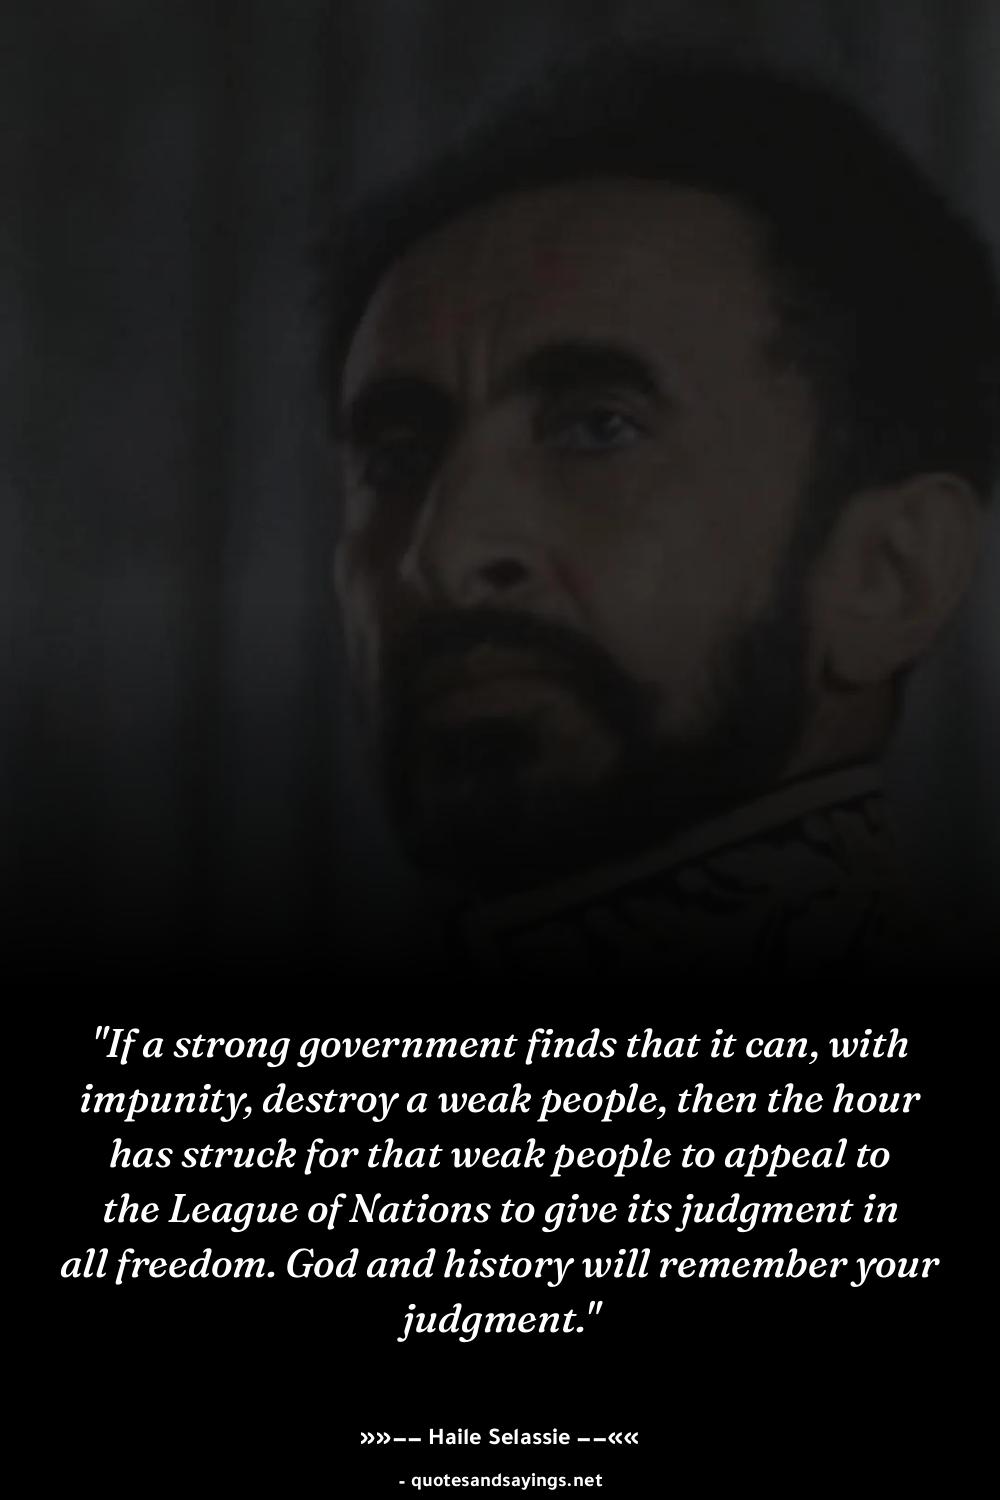 "If a strong government finds that it can, with
impunity, destroy a weak people, then the hour
has struck for that weak people to appeal to
the League of Nations to give its judgment in
all freedom. God and history will remember your
judgment."
»»–– Haile Selassie ––««
- quotesandsayings.net